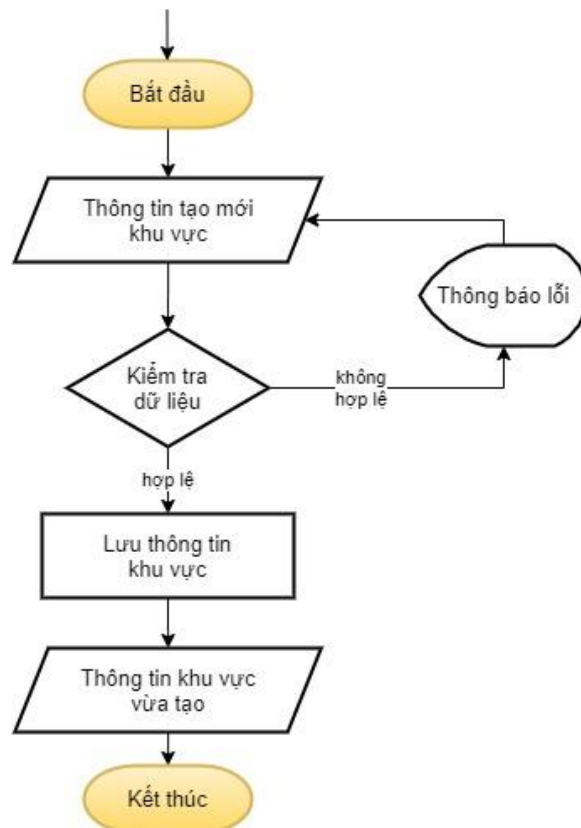 Bắt đầu
Thông tin tạo mới
khu vực
Thông báo lỗi
Kiểm tra
dữ liệu
không
hợp lệ
hợp lệ
Lưu thông tin
khu vực
Thông tin khu vực
vừa tạo
Kết thúc